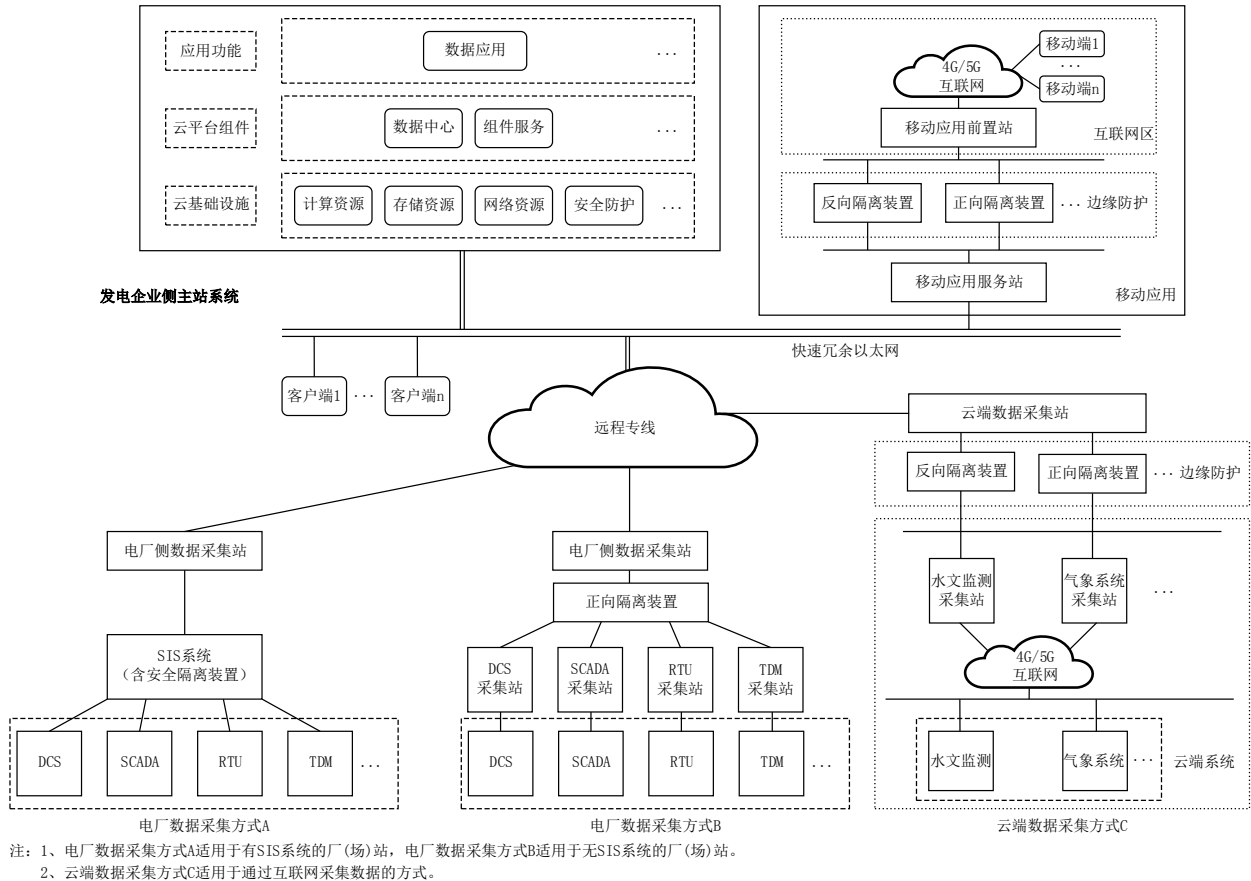 应用功能
数据应用
...
云平台组件
数据中心
组件服务
...
云基础设施
计算资源
存储资源
网络资源
安全防护
...
4G/5G
互联网
移动端1
...
移动端n
移动应用前置站
互联网区
反向隔离装置
正向隔离装置
... 边缘防护
移动应用服务站
移动应用
发电企业侧主站系统
快速冗余以太网
客户端1
...
客户端n
远程专线
云端数据采集站
反向隔离装置
正向隔离装置
... 边缘防护
电厂侧数据采集站
电厂侧数据采集站
正向隔离装置
水文监测
采集站
气象系统
采集站
...
SIS系统
（含安全隔离装置）
DCS
采集站
SCADA
采集站
RTU
采集站
TDM
采集站
4G/5G
互联网
DCS
SCADA
RTU
TDM
...
DCS
SCADA
RTU
TDM
...
水文监测
气象系统
...
云端系统
电厂数据采集方式A
电厂数据采集方式B
云端数据采集方式C
注：1、电厂数据采集方式A适用于有SIS系统的厂(场)站，电厂数据采集方式B适用于无SIS系统的厂(场)站。
2、云端数据采集方式C适用于通过互联网采集数据的方式。